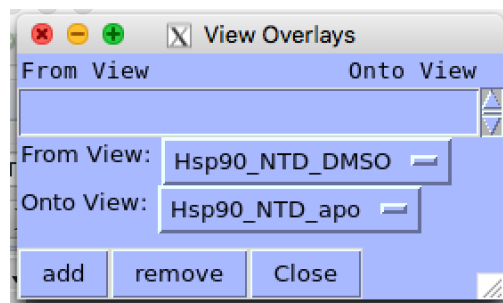 View Overlays
From View Onto View
From View: Hsp90_NTD_DMSO
Onto View: Hsp90_NTD_apo
add remove Close